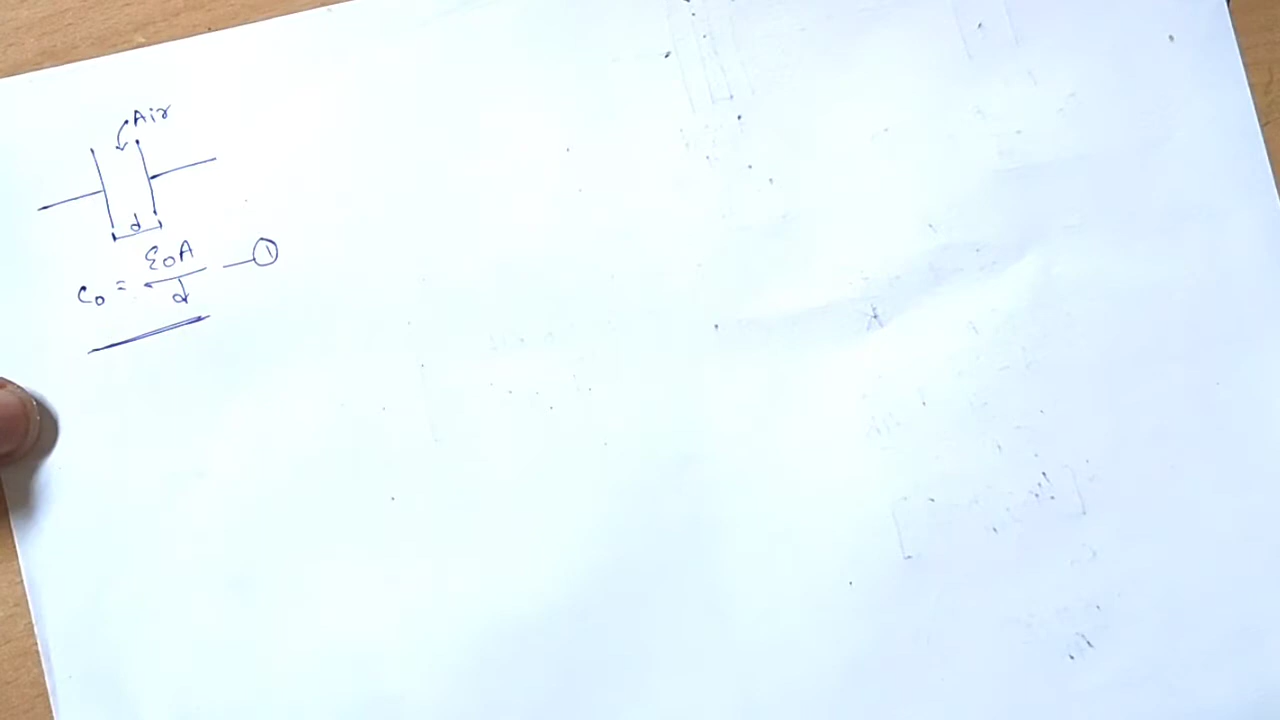 Air
d
C₀ = ε₀A / d — ①